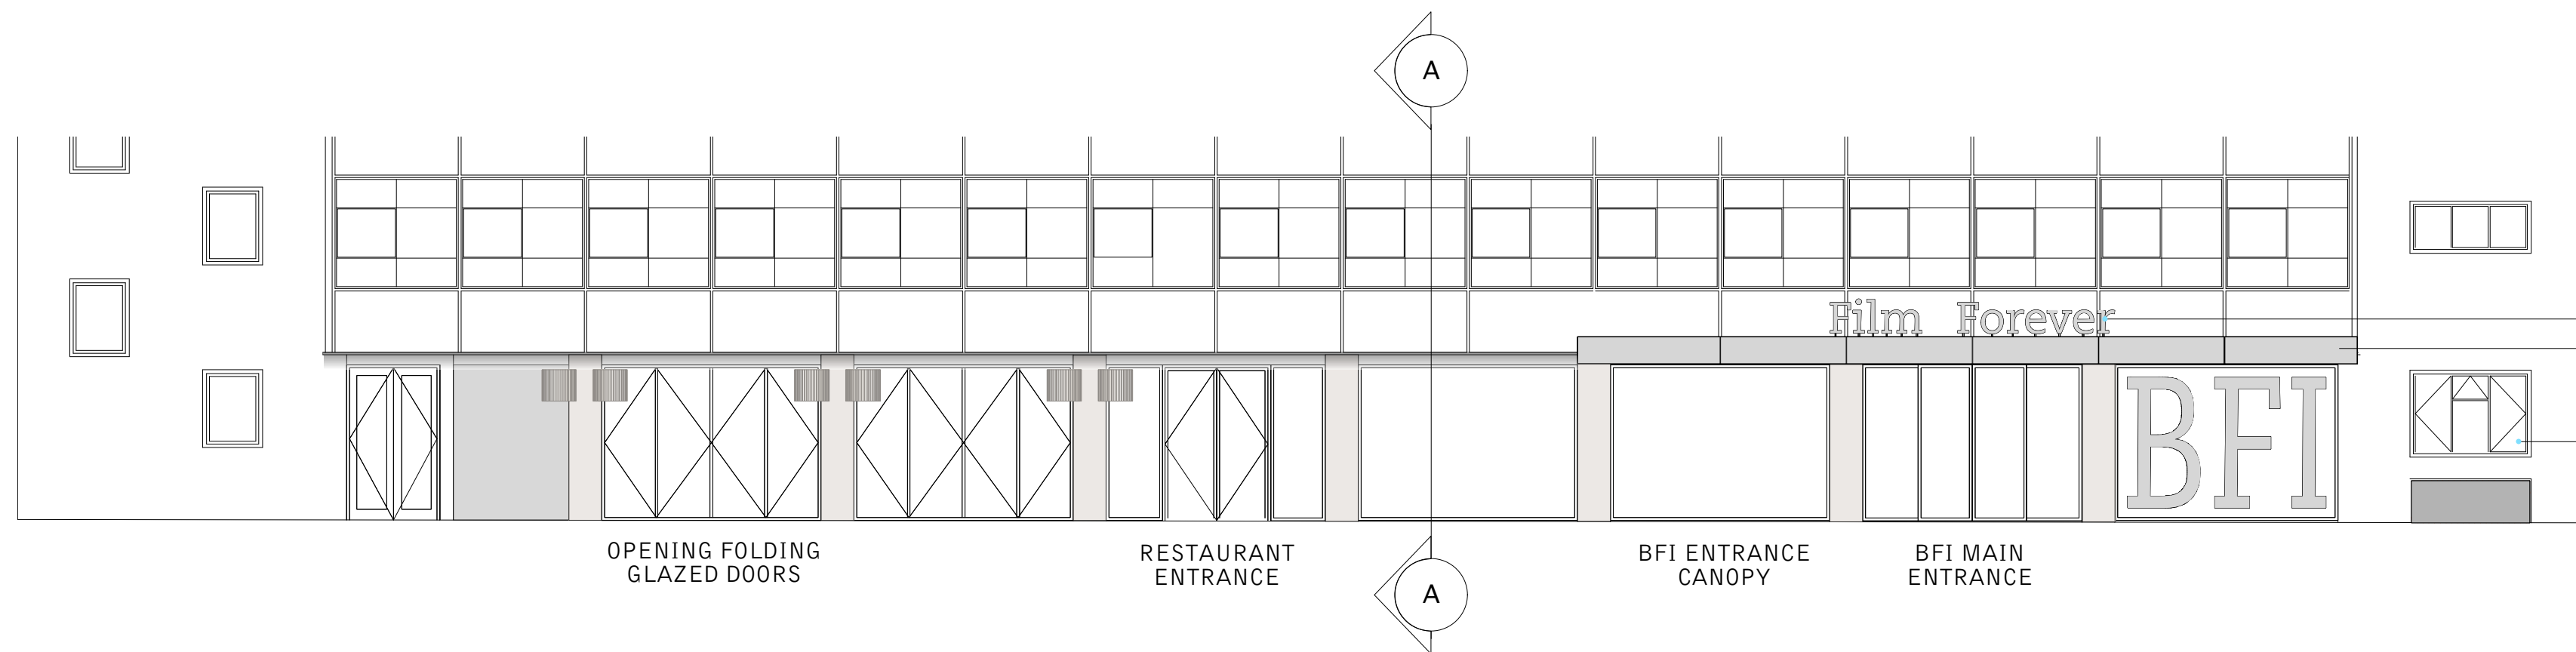 A
Film Forever
BFI
OPENING FOLDING
GLAZED DOORS
RESTAURANT
ENTRANCE
BFI ENTRANCE
CANOPY
BFI MAIN
ENTRANCE
A